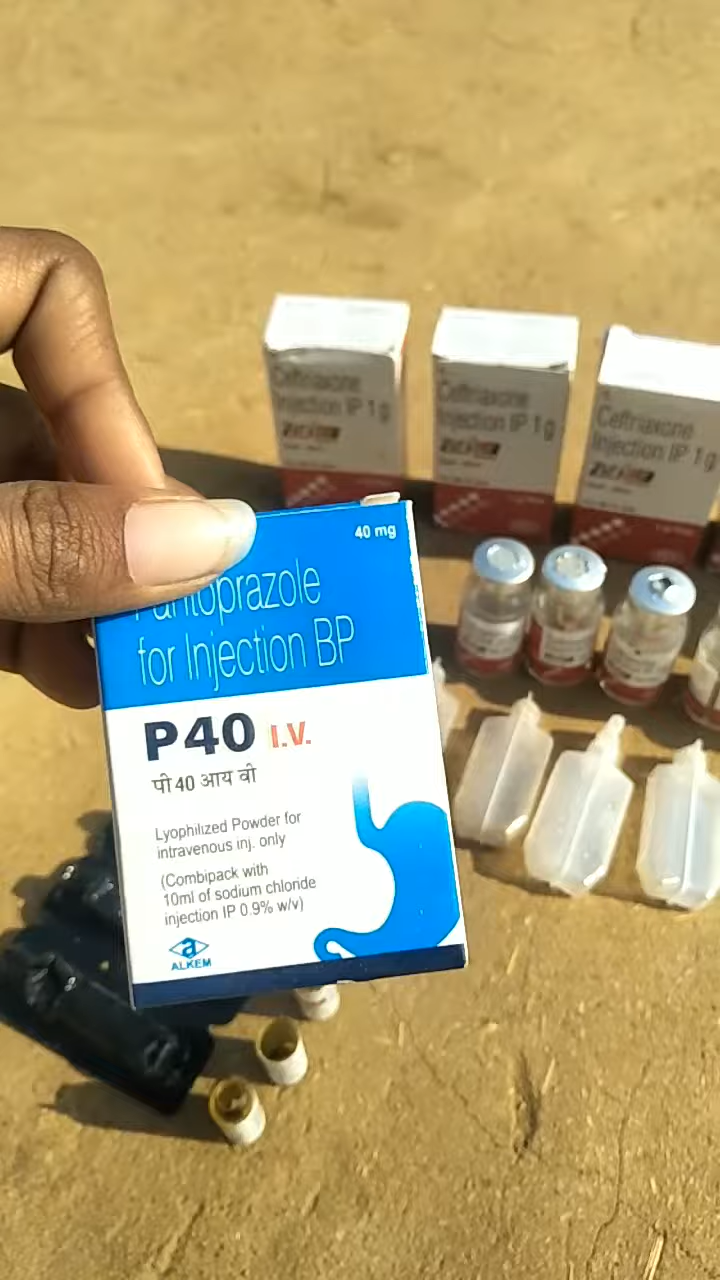 Ceftriaxone
Injection IP 1g
Ceftriaxone
Injection IP 1g
Ceftriaxone
Injection IP 1g
40 mg
Pantoprazole
for Injection BP
P40 I.V.
पी 40 आय वी
Lyophilized Powder for
intravenous inj. only
(Combipack with
10ml of sodium chloride
injection IP 0.9% w/v)
ALKEM